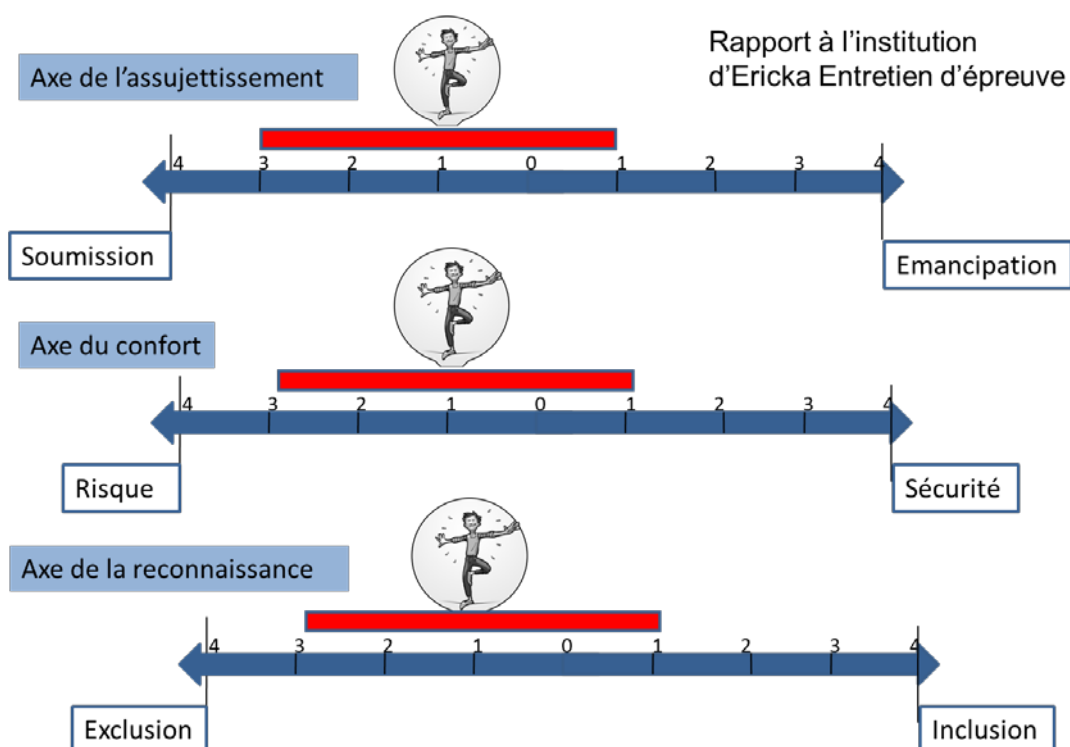 Rapport à l’institution
d’Ericka Entretien d’épreuve
Axe de l’assujettissement
4 3 2 1 0 1 2 3 4
Soumission
Emancipation
Axe du confort
4 3 2 1 0 1 2 3 4
Risque
Sécurité
Axe de la reconnaissance
4 3 2 1 0 1 2 3 4
Exclusion
Inclusion